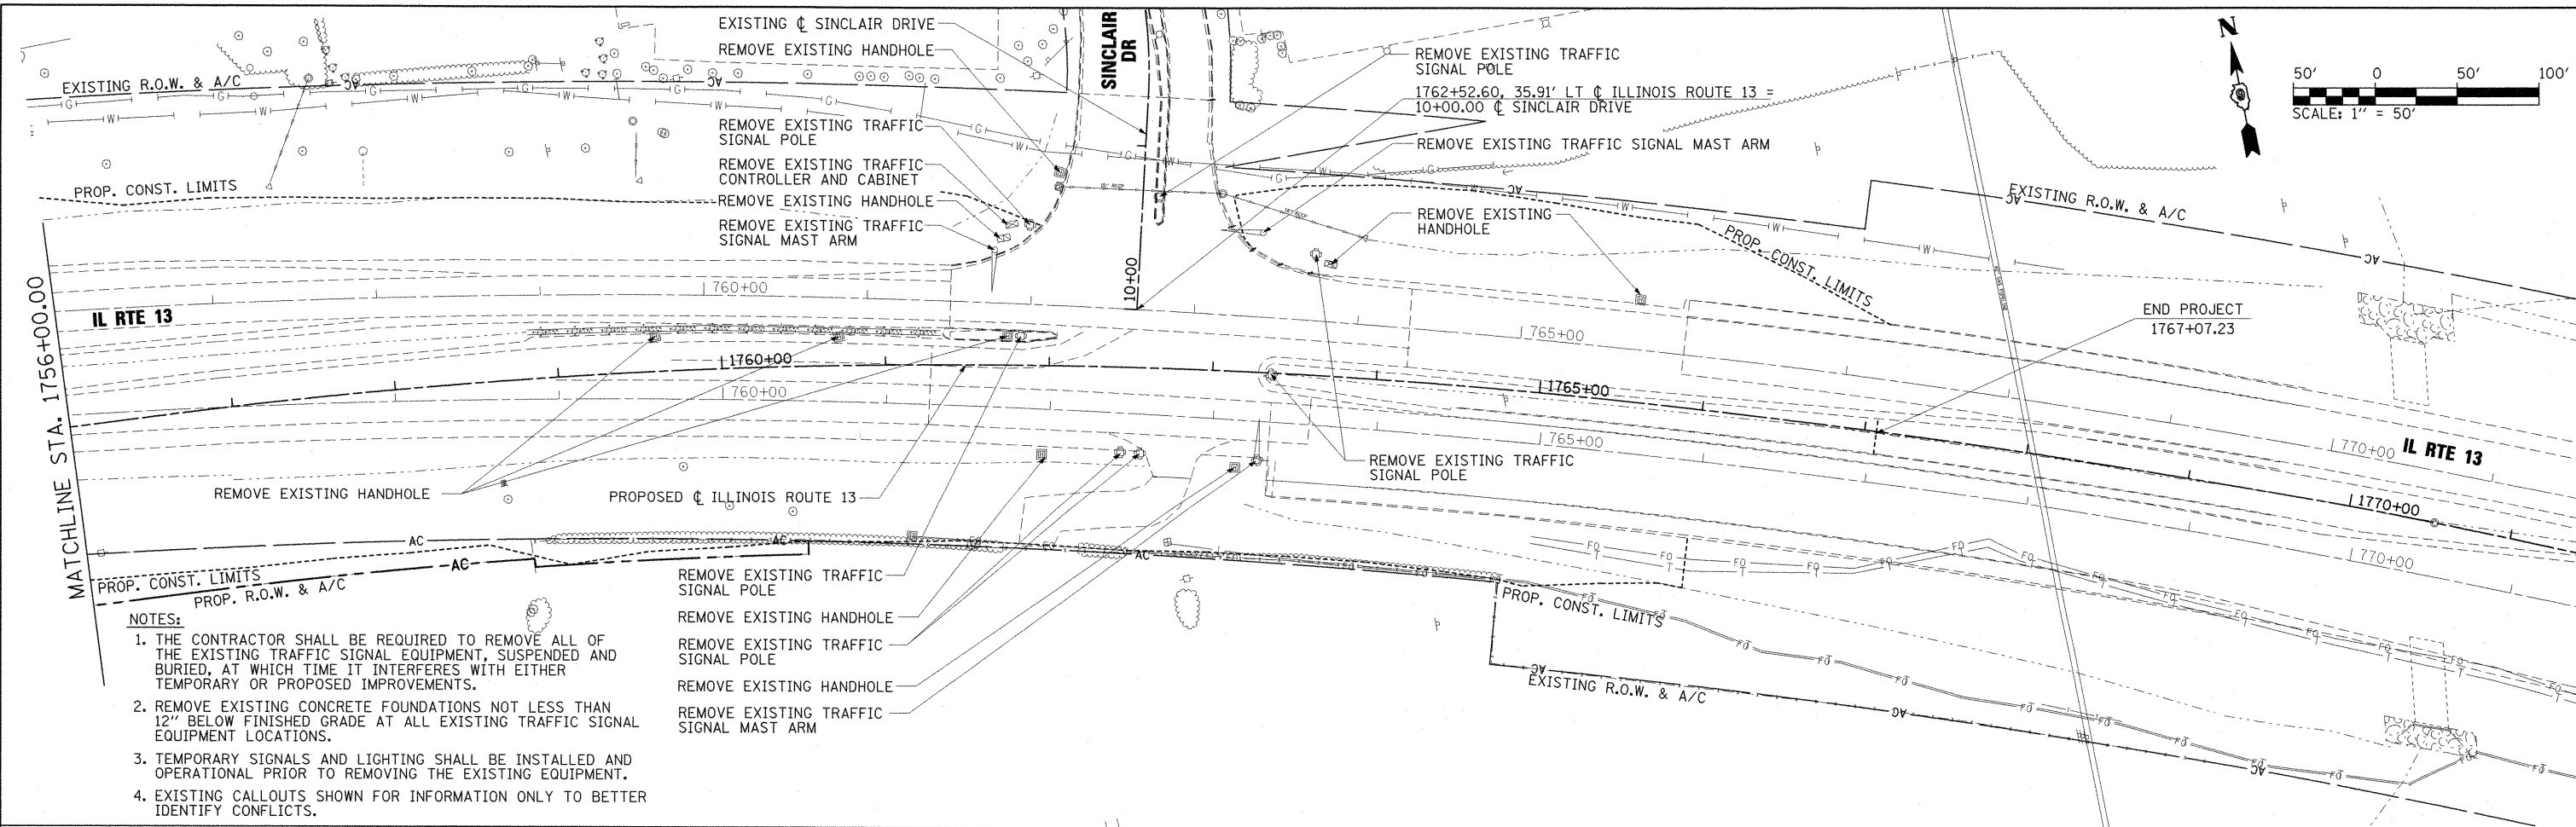 EXISTING ℄ SINCLAIR DRIVE
REMOVE EXISTING HANDHOLE
SINCLAIR
DR
REMOVE EXISTING TRAFFIC
SIGNAL POLE
1762+52.60, 35.91' LT ℄ ILLINOIS ROUTE 13 =
10+00.00 ℄ SINCLAIR DRIVE
REMOVE EXISTING TRAFFIC SIGNAL MAST ARM
N
50' 0 50' 100'
SCALE: 1" = 50'
EXISTING R.O.W. & A/C
AC
AC
REMOVE EXISTING TRAFFIC
SIGNAL POLE
REMOVE EXISTING TRAFFIC
CONTROLLER AND CABINET
REMOVE EXISTING HANDHOLE
REMOVE EXISTING TRAFFIC
SIGNAL MAST ARM
PROP. CONST. LIMITS
AC
EXISTING R.O.W. & A/C
AC
AC
REMOVE EXISTING
HANDHOLE
PROP. CONST. LIMITS
10+00
760+00
IL RTE 13
END PROJECT
1767+07.23
765+00
1760+00
760+00
1765+00
765+00
770+00
IL RTE 13
1770+00
770+00
MATCHLINE STA. 1756+00.00
REMOVE EXISTING HANDHOLE
PROPOSED ℄ ILLINOIS ROUTE 13
REMOVE EXISTING TRAFFIC
SIGNAL POLE
AC
AC
AC
AC
PROP. CONST. LIMITS
PROP. R.O.W. & A/C
REMOVE EXISTING TRAFFIC
SIGNAL POLE
REMOVE EXISTING HANDHOLE
REMOVE EXISTING TRAFFIC
SIGNAL POLE
REMOVE EXISTING HANDHOLE
REMOVE EXISTING TRAFFIC
SIGNAL MAST ARM
PROP. CONST. LIMITS
AC
EXISTING R.O.W. & A/C
AC
AC
NOTES:
1. THE CONTRACTOR SHALL BE REQUIRED TO REMOVE ALL OF
THE EXISTING TRAFFIC SIGNAL EQUIPMENT, SUSPENDED AND
BURIED, AT WHICH TIME IT INTERFERES WITH EITHER
TEMPORARY OR PROPOSED IMPROVEMENTS.
2. REMOVE EXISTING CONCRETE FOUNDATIONS NOT LESS THAN
12" BELOW FINISHED GRADE AT ALL EXISTING TRAFFIC SIGNAL
EQUIPMENT LOCATIONS.
3. TEMPORARY SIGNALS AND LIGHTING SHALL BE INSTALLED AND
OPERATIONAL PRIOR TO REMOVING THE EXISTING EQUIPMENT.
4. EXISTING CALLOUTS SHOWN FOR INFORMATION ONLY TO BETTER
IDENTIFY CONFLICTS.